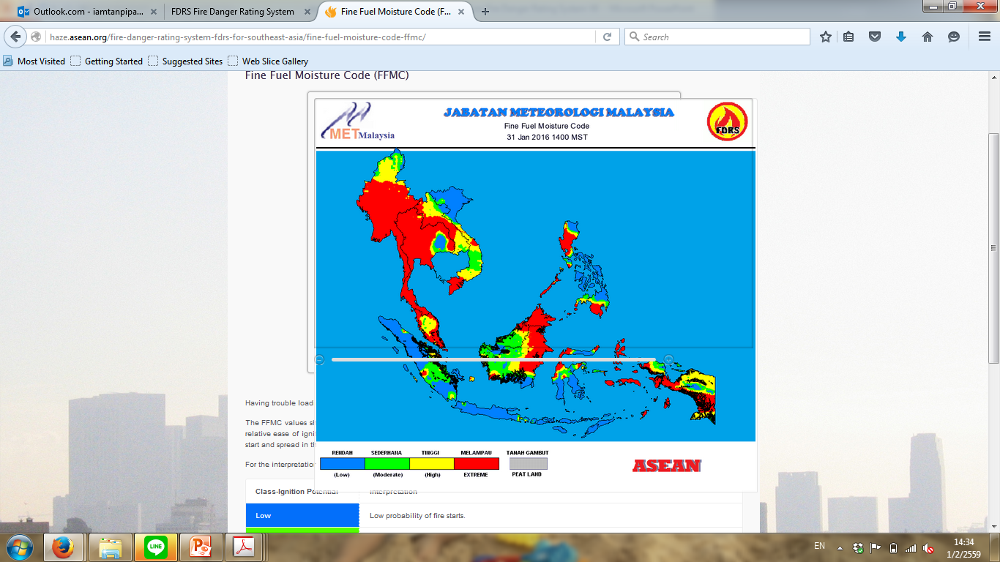 Outlook.com - iamtanpipa...
FDRS Fire Danger Rating System
Fine Fuel Moisture Code (F...
haze.asean.org/fire-danger-rating-system-fdrs-for-southeast-asia/fine-fuel-moisture-code-ffmc/
Search
Most Visited
Getting Started
Suggested Sites
Web Slice Gallery
Fine Fuel Moisture Code (FFMC)
MET Malaysia
JABATAN METEOROLOGI MALAYSIA
Fine Fuel Moisture Code
31 Jan 2016 1400 MST
FDRS
Having trouble load
The FFMC values s
relative ease of igni
start and spread in t
For the interpretation
RENDAH SEDERHANA TINGGI MELAMPAU TANAH GAMBUT
(Low) (Moderate) (High) EXTREME PEAT LAND
ASEAN
Class-Ignition Potential
Interpretation
Low
Low probability of fire starts.
LINE
EN
14:34
1/2/2559